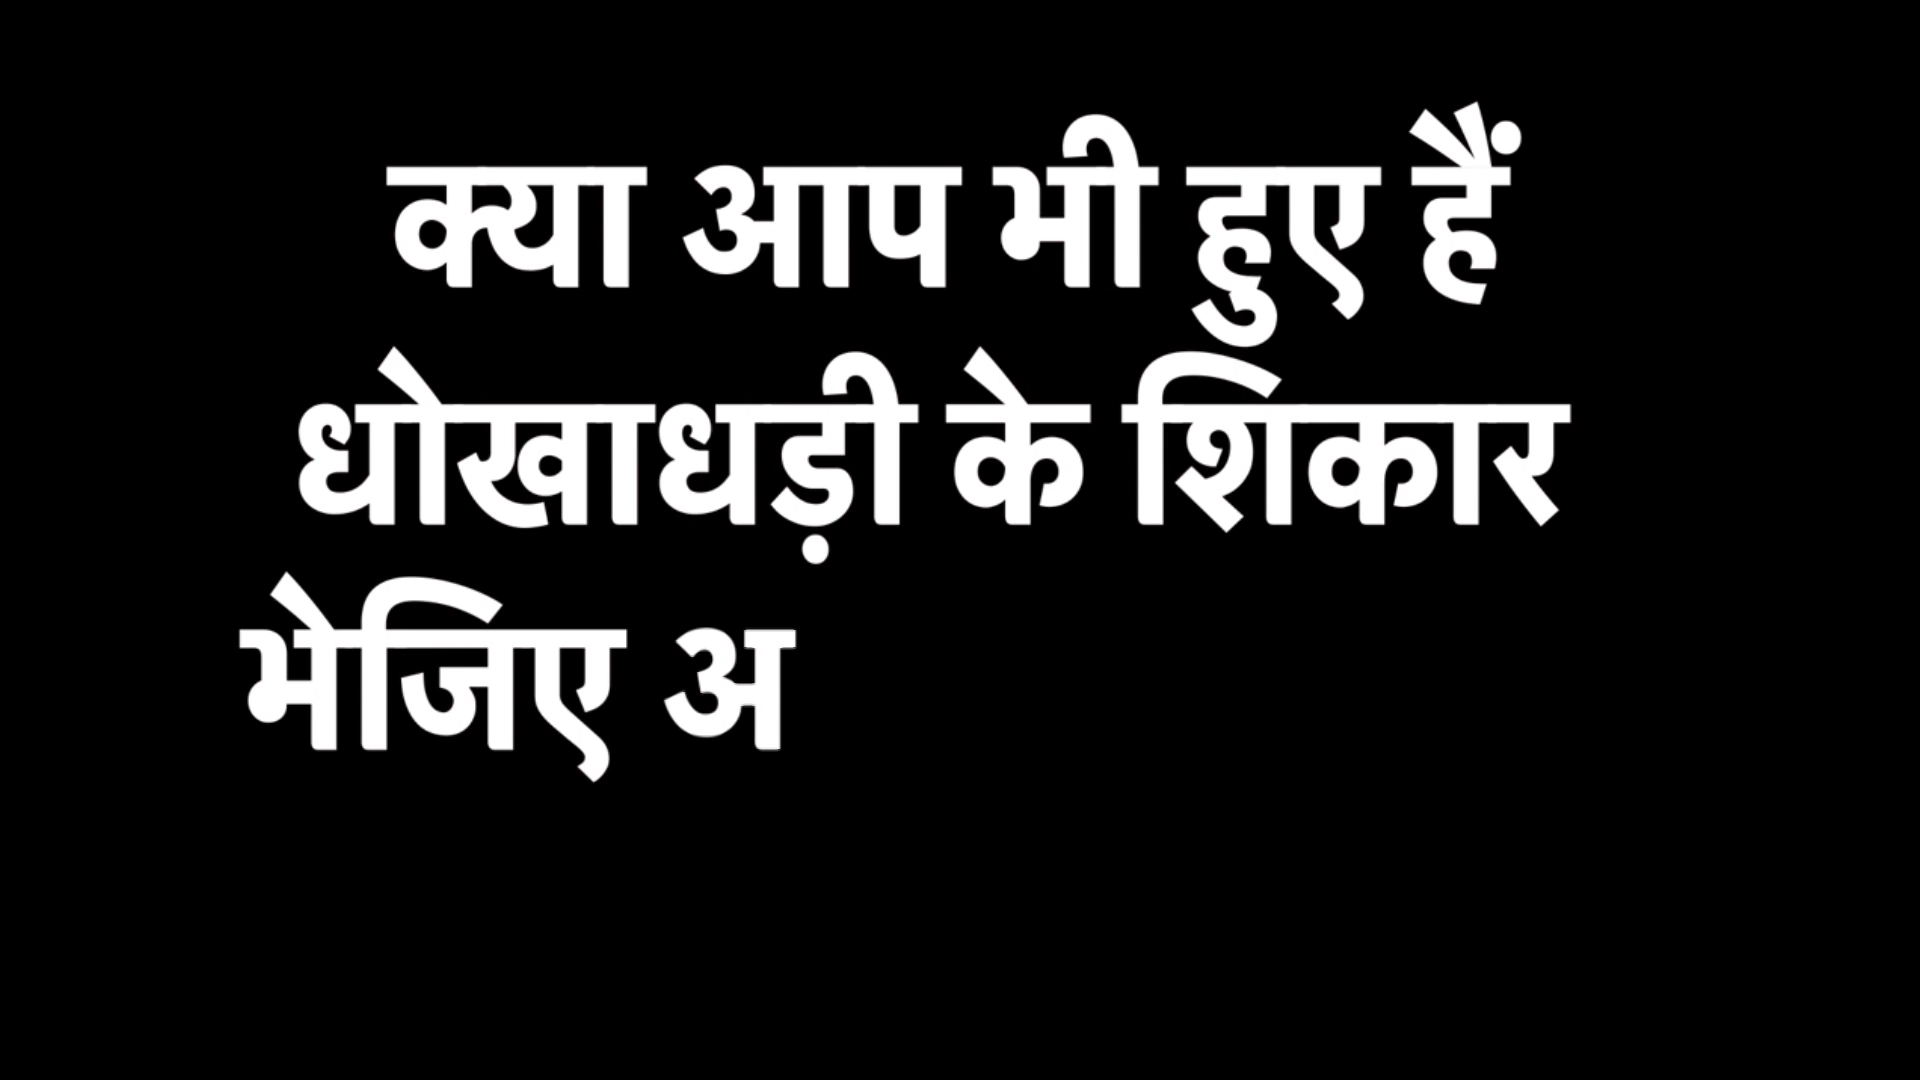 क्या आप भी हुए हैं
धोखाधड़ी के शिकार
भेजिए अ